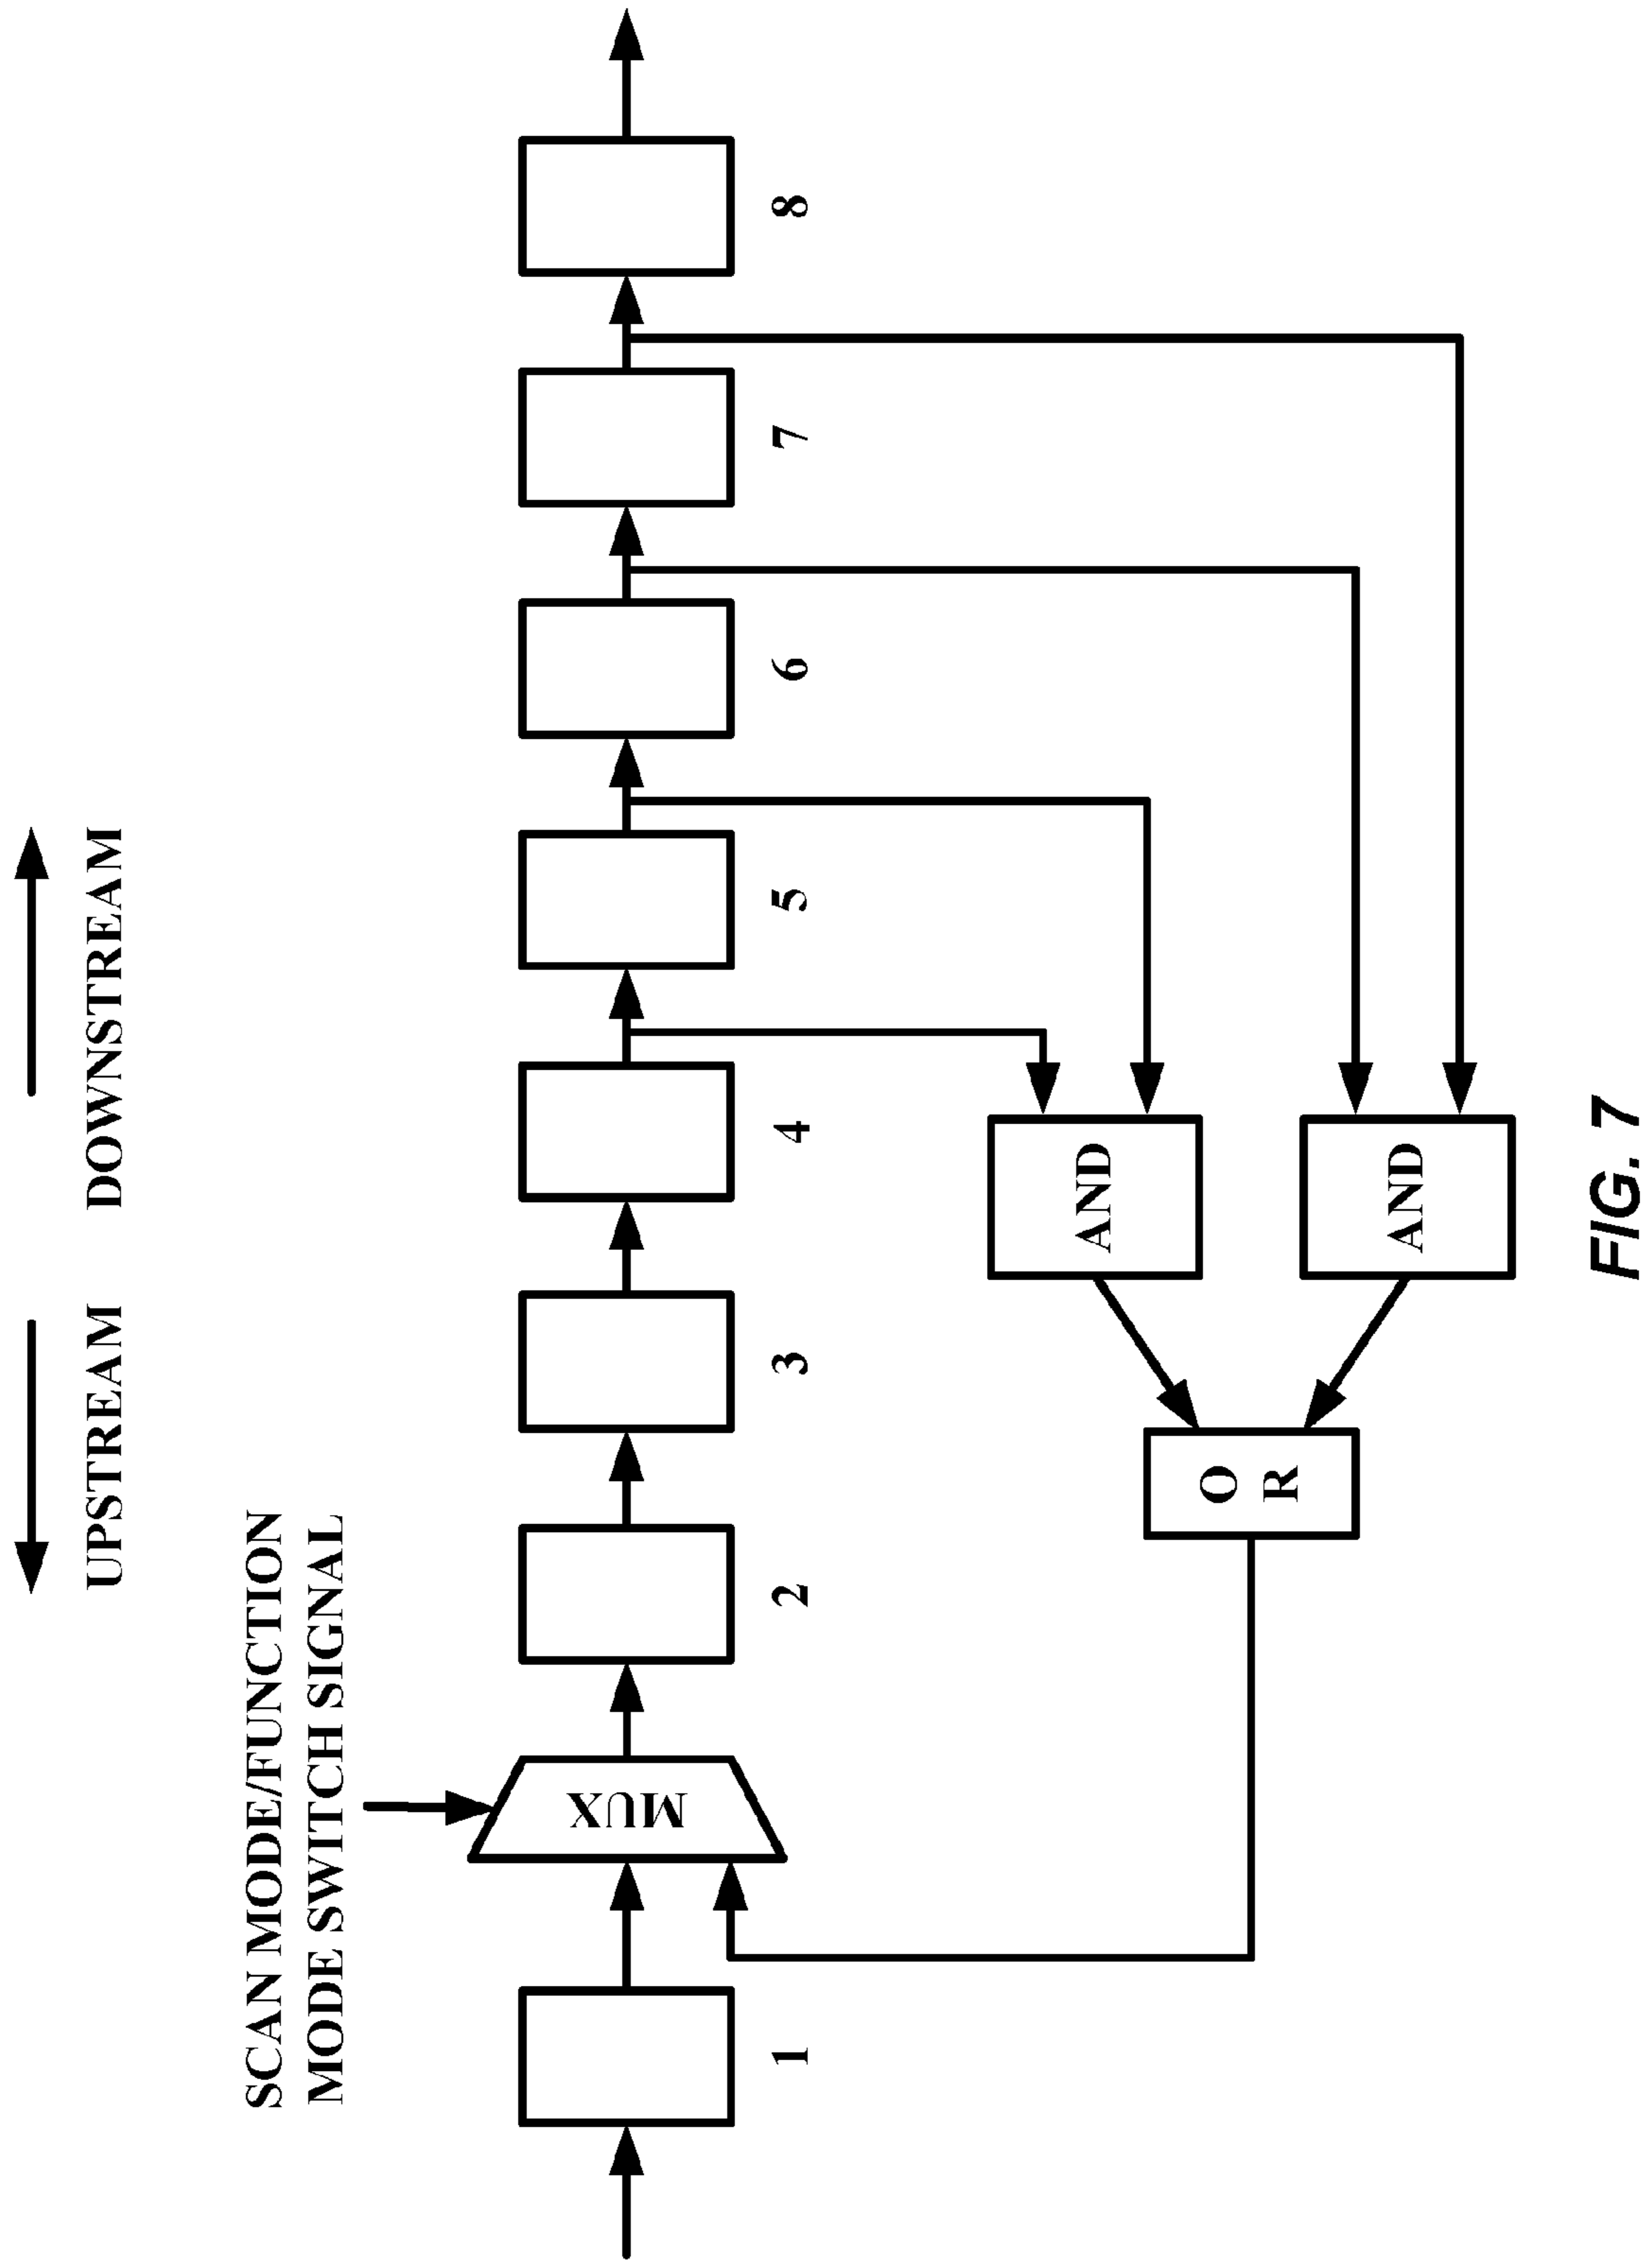 UPSTREAM DOWNSTREAM
SCAN MODE/FUNCTION
MODE SWITCH SIGNAL
MUX
1 2 3 4 5 6 7 8
AND
O
R
AND
FIG. 7